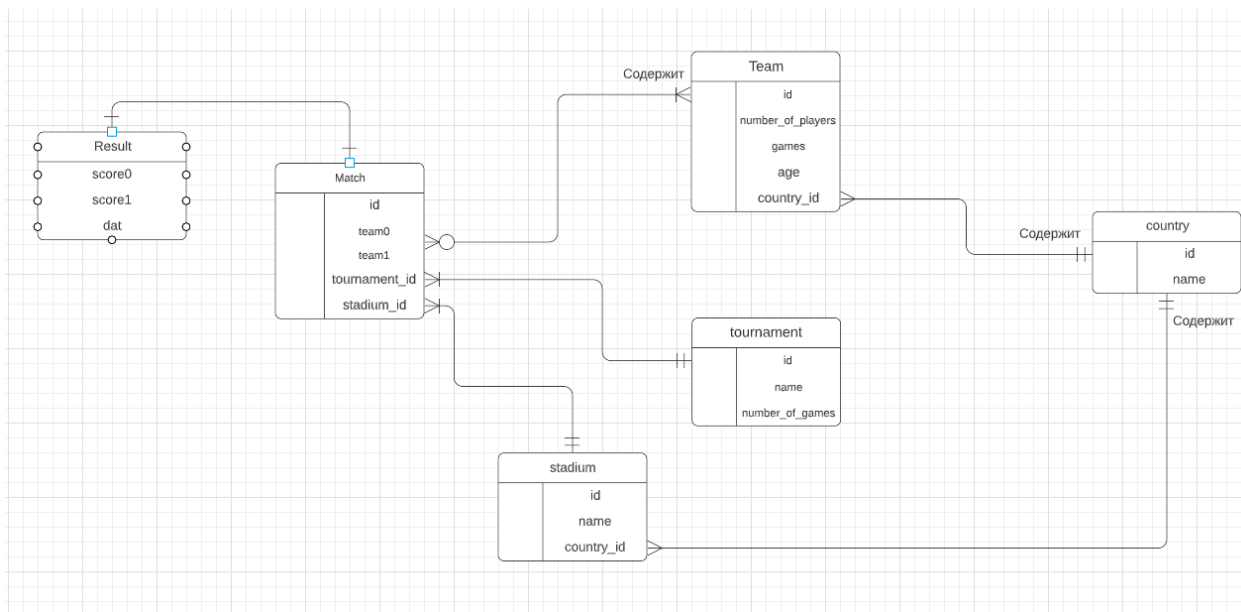 Result
score0
score1
dat
Match
id
team0
team1
tournament_id
stadium_id
Содержит
Team
id
number_of_players
games
age
country_id
Содержит
country
id
name
Содержит
tournament
id
name
number_of_games
stadium
id
name
country_id